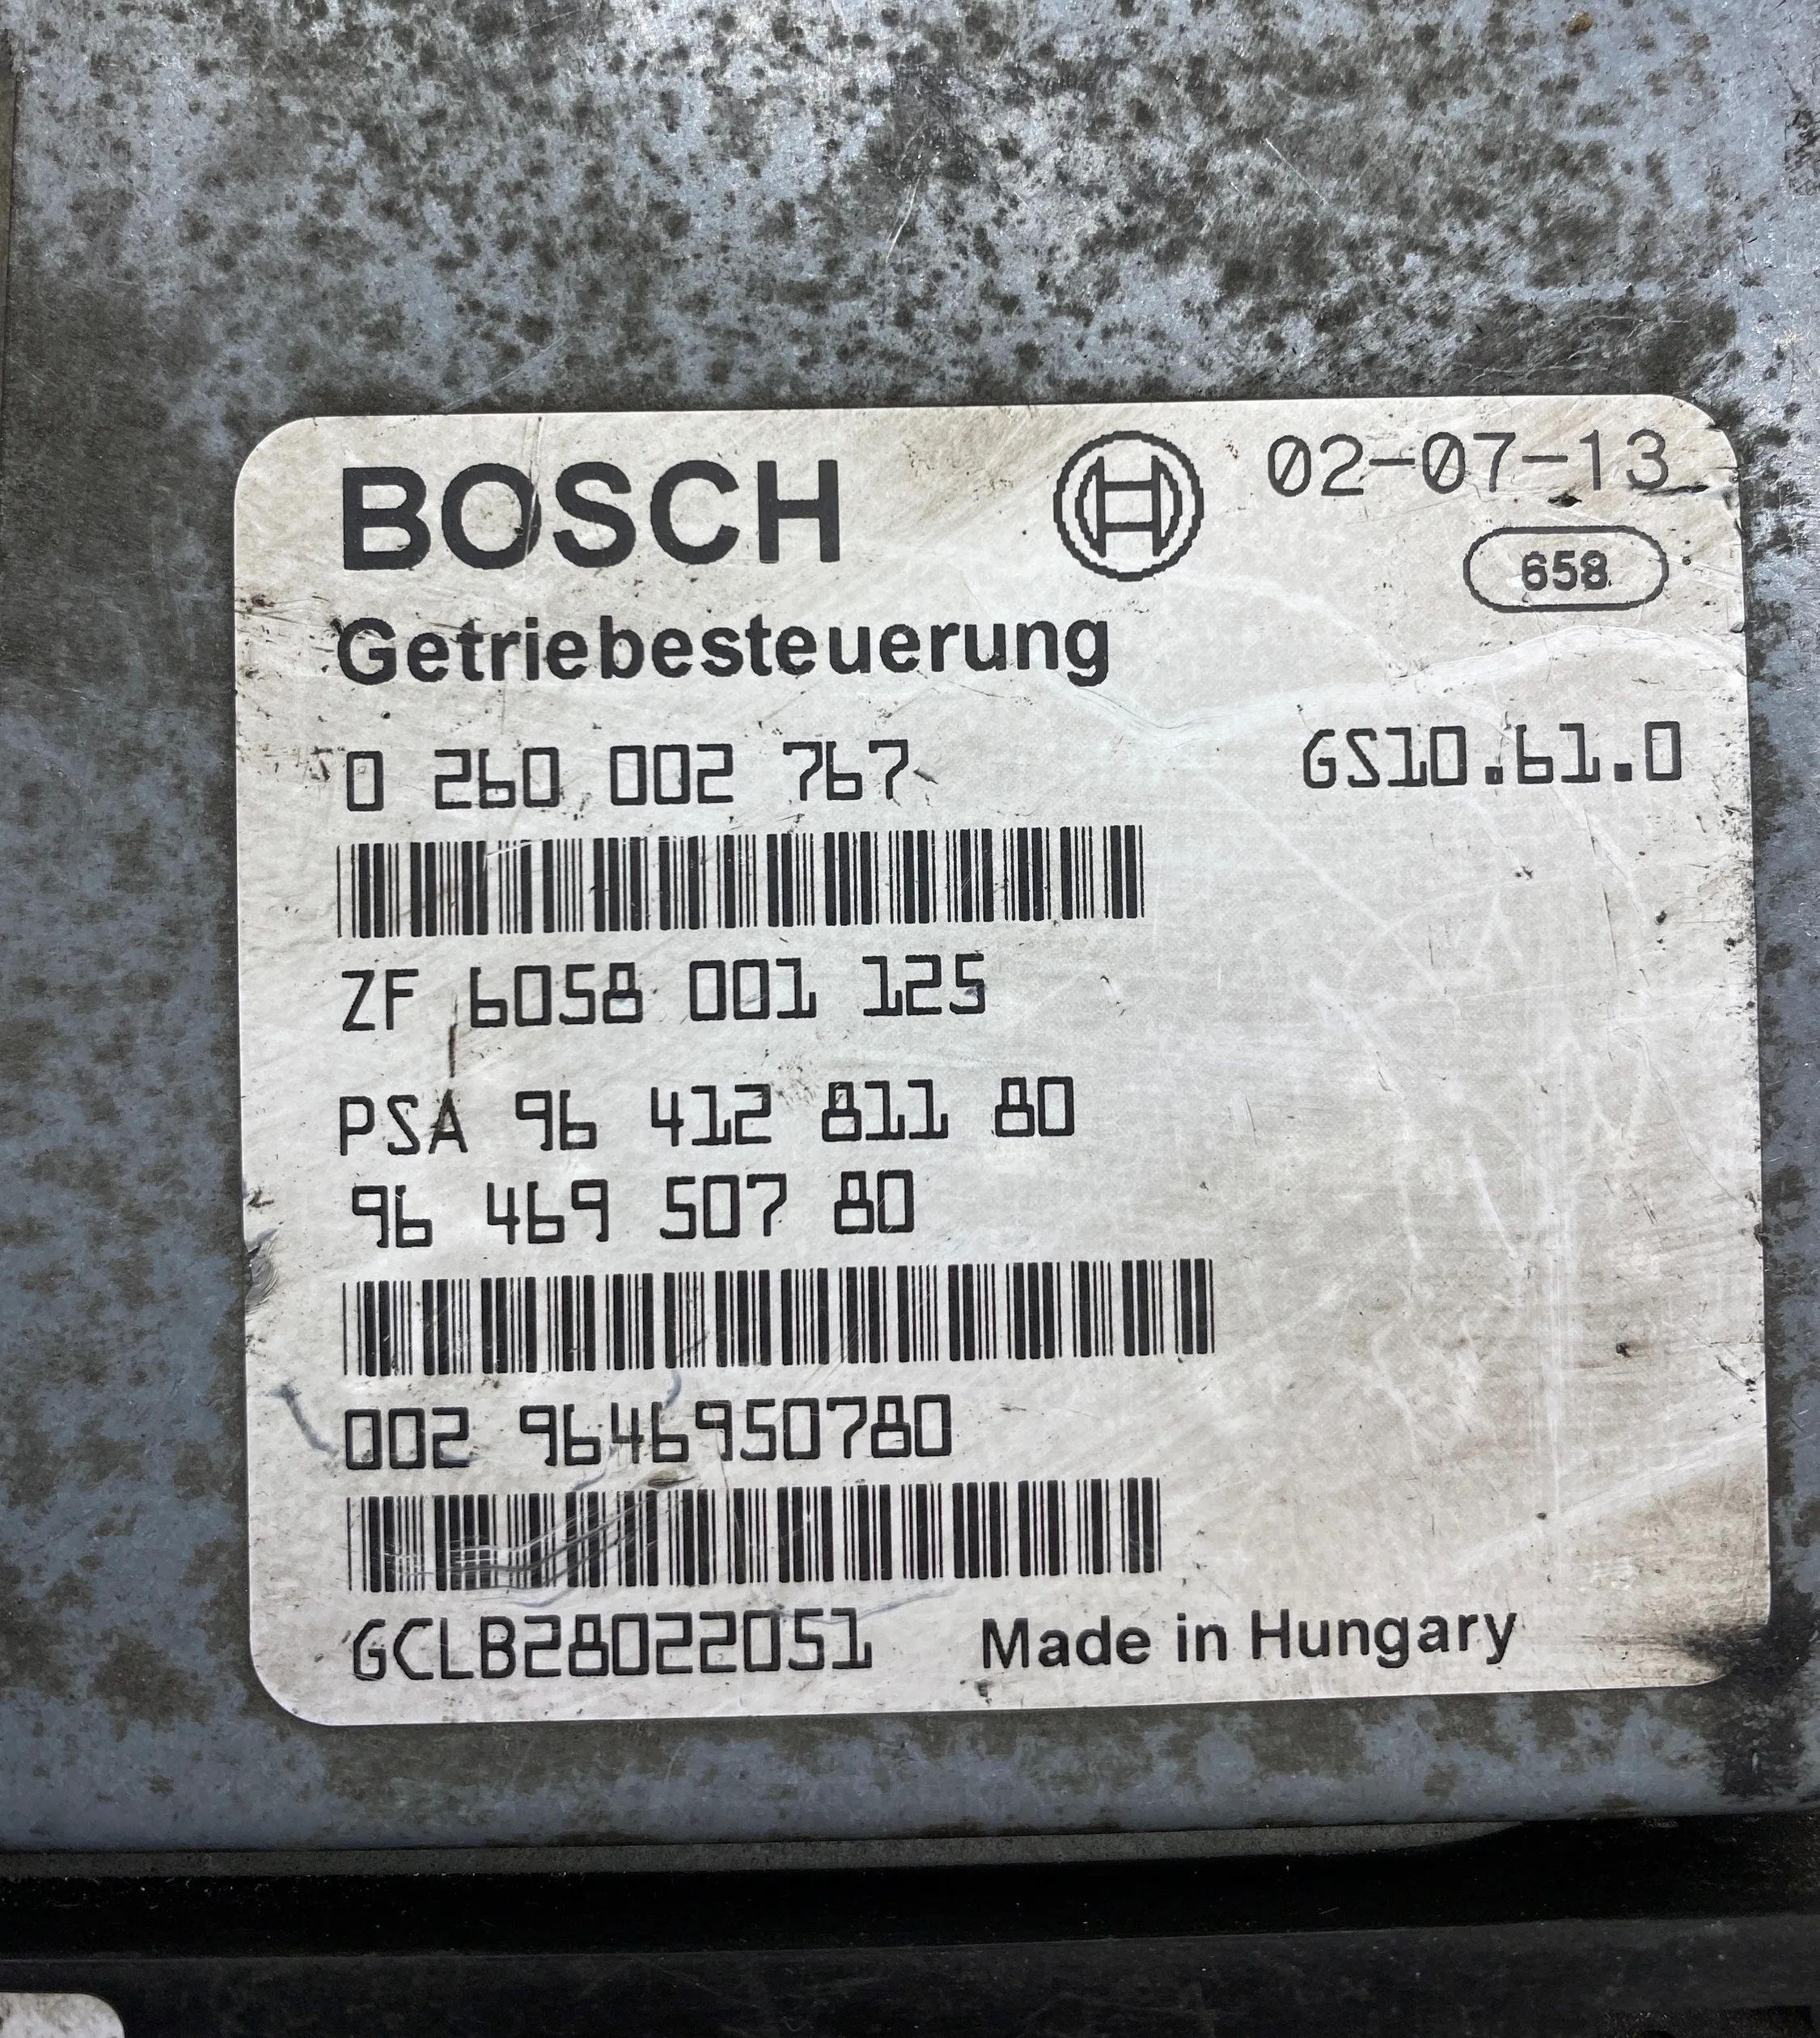 BOSCH
02-07-13
658
Getriebesteuerung
0 260 002 767
GS10.61.0
ZF 6058 001 125
PSA 96 412 811 80
96 469 507 80
002 9646950780
GCLB28022051
Made in Hungary